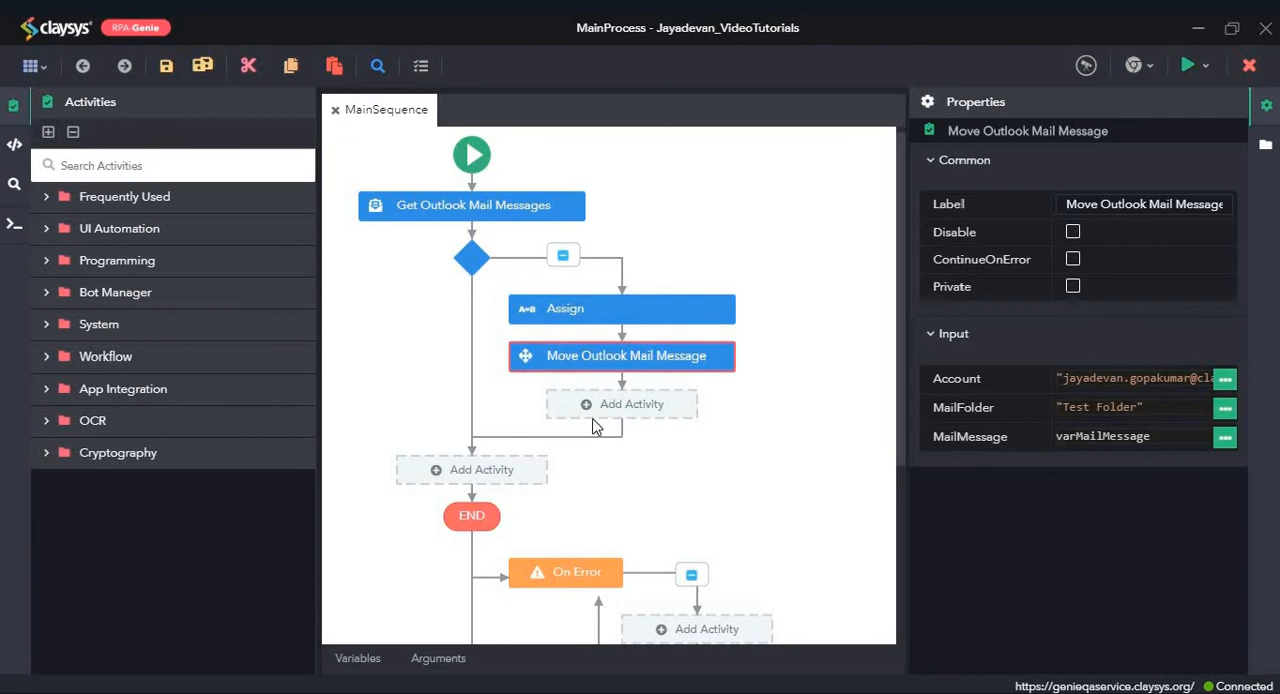 claysys RPA-Genie
MainProcess - Jayadevan_VideoTutorials
Activities
Search Activities
Frequently Used
UI Automation
Programming
Bot Manager
System
Workflow
App Integration
OCR
Cryptography
MainSequence
Get Outlook Mail Messages
A=B Assign
Move Outlook Mail Message
Add Activity
Add Activity
END
On Error
Add Activity
Variables Arguments
Properties
Move Outlook Mail Message
Common
Label Move Outlook Mail Message
Disable
ContinueOnError
Private
Input
Account "jayadevan.gopakumar@cla
MailFolder "Test Folder"
MailMessage varMailMessage
https://genieqaservice.claysys.org/ Connected